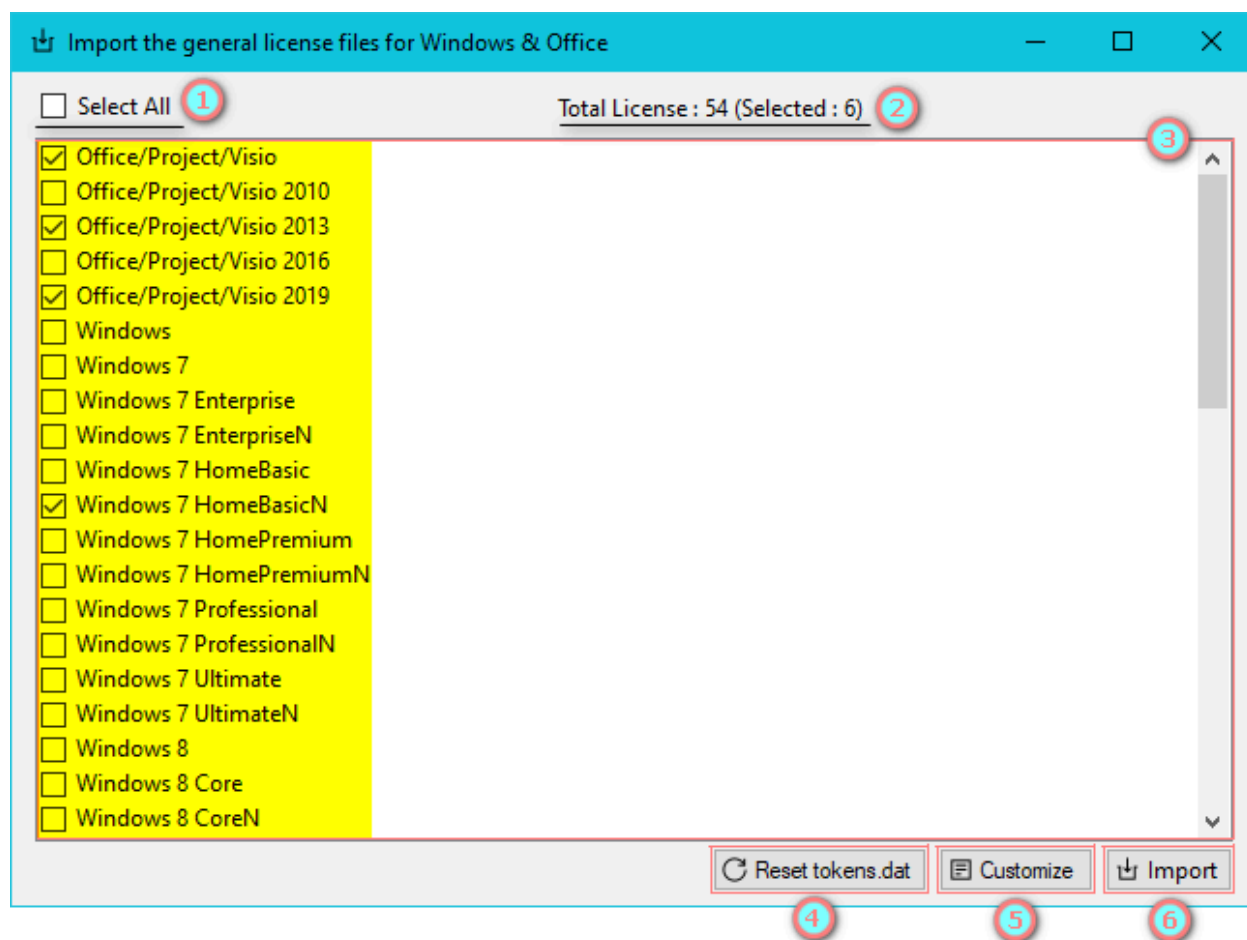 Import the general license files for Windows & Office
Select All 1 Total License : 54 (Selected : 6) 2
3
Office/Project/Visio
Office/Project/Visio 2010
Office/Project/Visio 2013
Office/Project/Visio 2016
Office/Project/Visio 2019
Windows
Windows 7
Windows 7 Enterprise
Windows 7 EnterpriseN
Windows 7 HomeBasic
Windows 7 HomeBasicN
Windows 7 HomePremium
Windows 7 HomePremiumN
Windows 7 Professional
Windows 7 ProfessionalN
Windows 7 Ultimate
Windows 7 UltimateN
Windows 8
Windows 8 Core
Windows 8 CoreN
Reset tokens.dat Customize Import
4 5 6